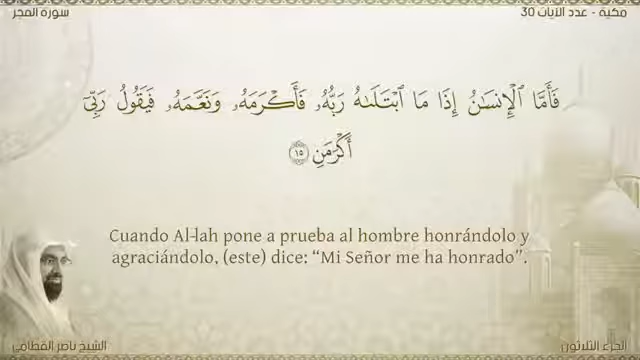 سورة الفجر
مكية - عدد الآيات 30
فَأَمَّا ٱلْإِنسَـٰنُ إِذَا مَا ٱبْتَلَىٰهُ رَبُّهُۥ فَأَكْرَمَهُۥ وَنَعَّمَهُۥ فَيَقُولُ رَبِّىٓ
أَكْرَمَنِ ١٥
Cuando Al-lah pone a prueba al hombre honrándolo y
agraciándolo, (este) dice: “Mi Señor me ha honrado”.
الشيخ ناصر القطامي
الجزء الثلاثون